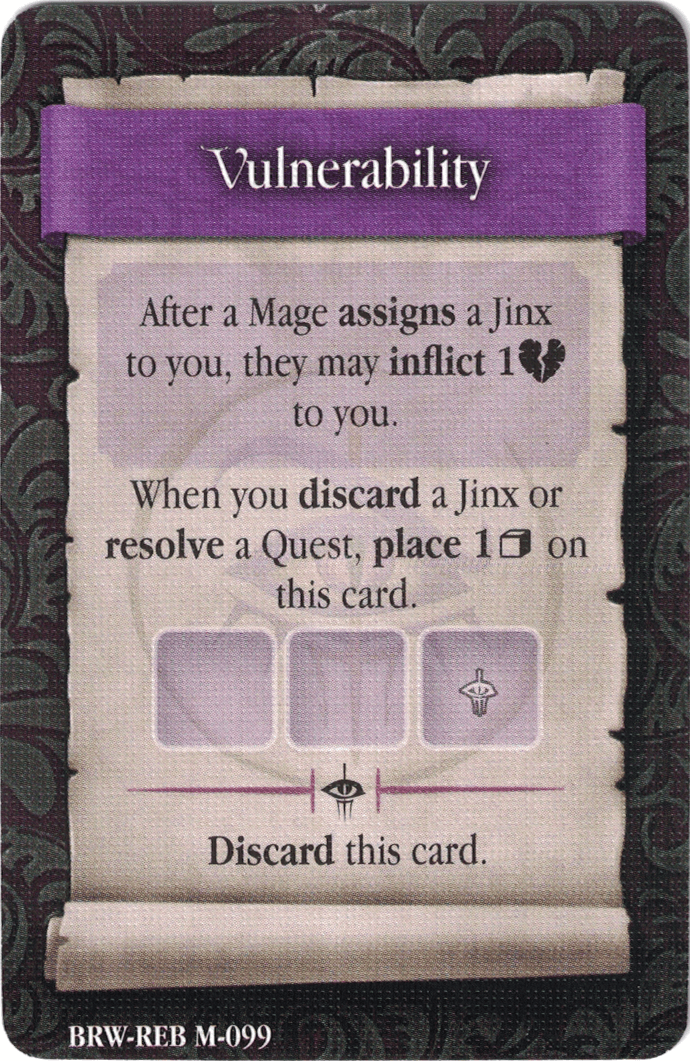 Vulnerability
After a Mage assigns a Jinx
to you, they may inflict 1
to you.
When you discard a Jinx or
resolve a Quest, place 1 on
this card.
Discard this card.
BRW-REB M-099